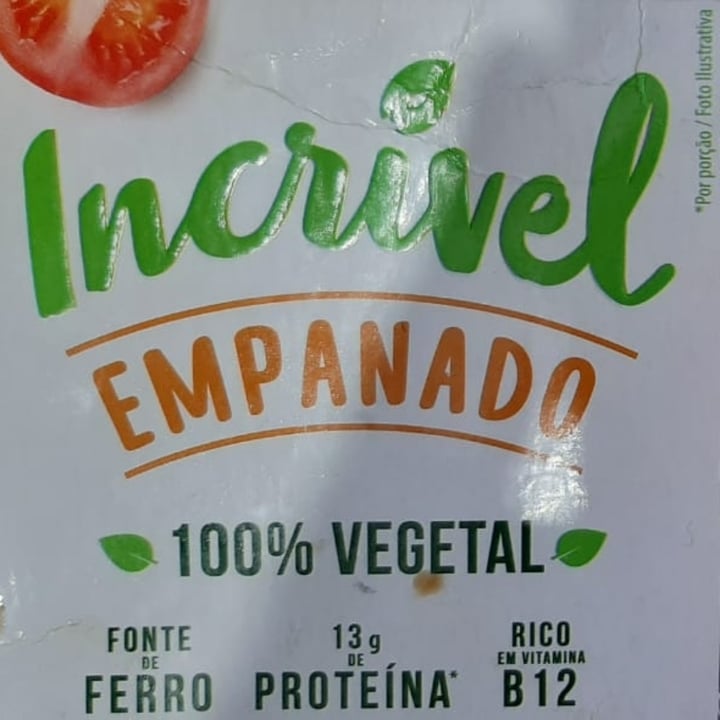 Incrível
EMPANADO
100% VEGETAL
FONTE
DE
FERRO
13g
DE
PROTEÍNA*
RICO
EM VITAMINA
B12
*Por porção / Foto Ilustrativa